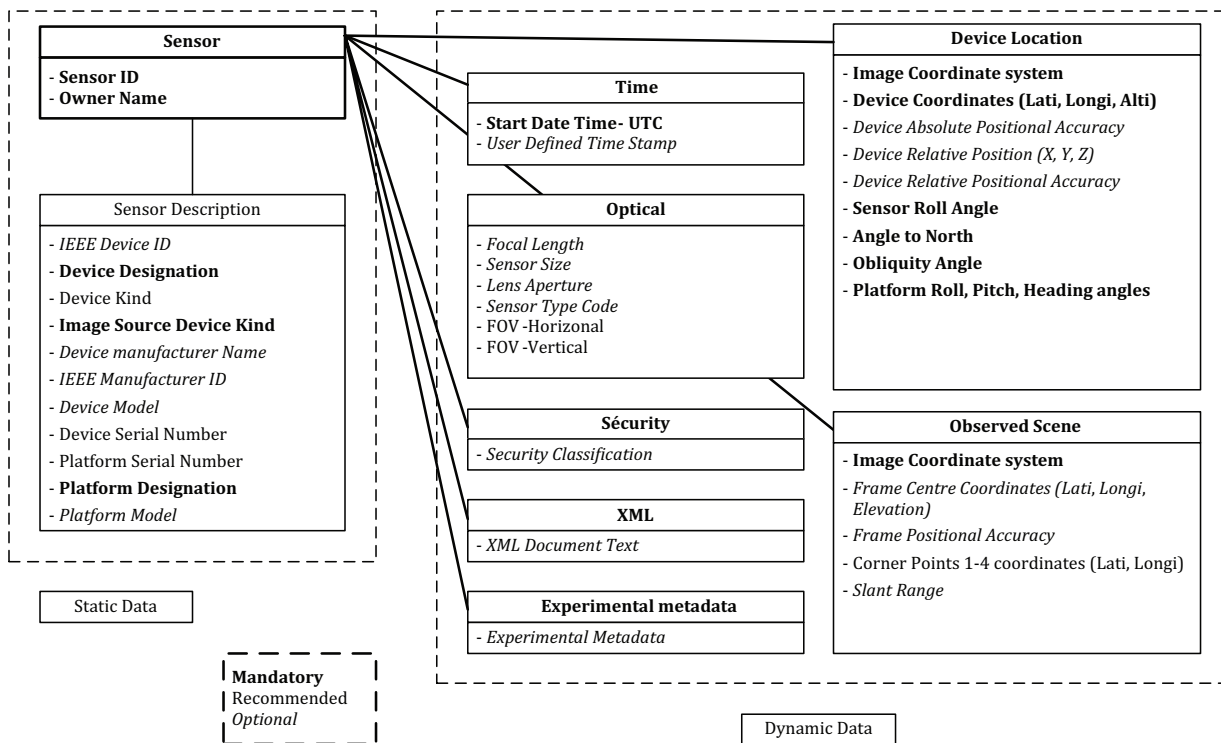 Sensor
- Sensor ID
- Owner Name
Sensor Description
- IEEE Device ID
- Device Designation
- Device Kind
- Image Source Device Kind
- Device manufacturer Name
- IEEE Manufacturer ID
- Device Model
- Device Serial Number
- Platform Serial Number
- Platform Designation
- Platform Model
Static Data
Mandatory
Recommended
Optional
Time
- Start Date Time- UTC
- User Defined Time Stamp
Optical
- Focal Length
- Sensor Size
- Lens Aperture
- Sensor Type Code
- FOV -Horizonal
- FOV -Vertical
Sécurity
- Security Classification
XML
- XML Document Text
Experimental metadata
- Experimental Metadata
Device Location
- Image Coordinate system
- Device Coordinates (Lati, Longi, Alti)
- Device Absolute Positional Accuracy
- Device Relative Position (X, Y, Z)
- Device Relative Positional Accuracy
- Sensor Roll Angle
- Angle to North
- Obliquity Angle
- Platform Roll, Pitch, Heading angles
Observed Scene
- Image Coordinate system
- Frame Centre Coordinates (Lati, Longi,
Elevation)
- Frame Positional Accuracy
- Corner Points 1-4 coordinates (Lati, Longi)
- Slant Range
Dynamic Data